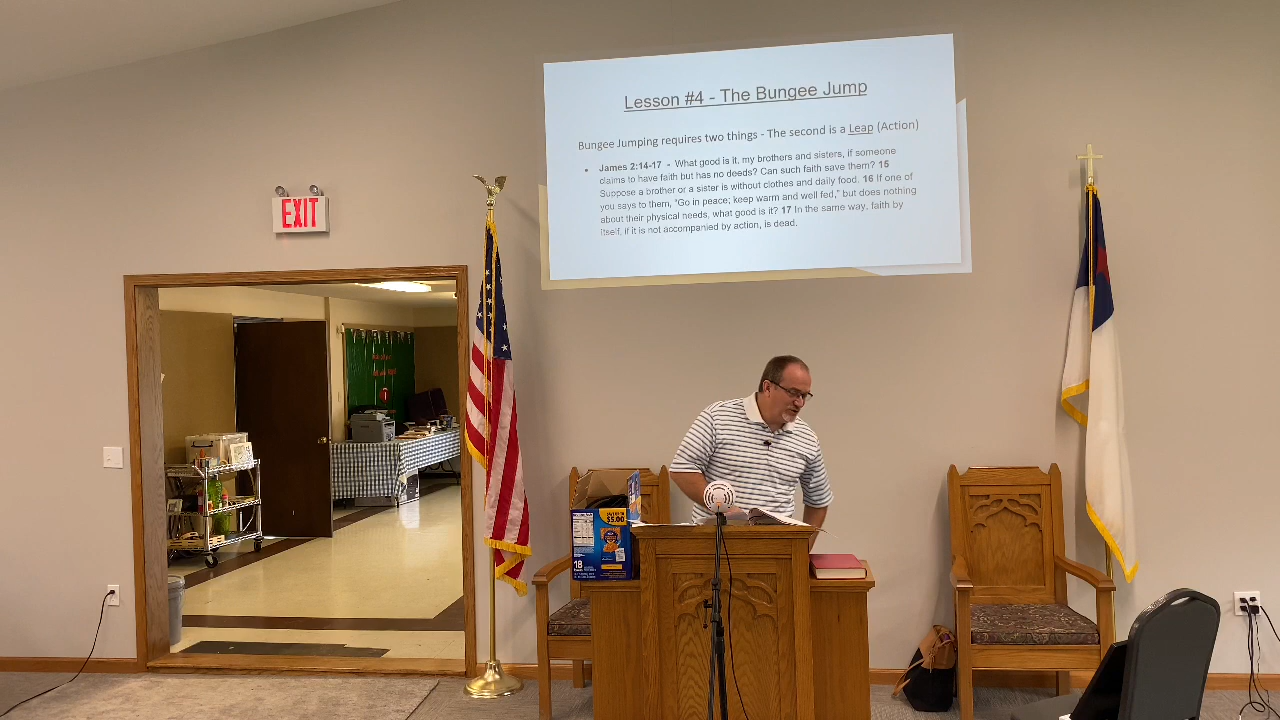 Lesson #4 - The Bungee Jump
Bungee Jumping requires two things - The second is a Leap (Action)
• James 2:14-17 - What good is it, my brothers and sisters, if someone
claims to have faith but has no deeds? Can such faith save them? 15
Suppose a brother or a sister is without clothes and daily food. 16 If one of
you says to them, "Go in peace; keep warm and well fed," but does nothing
about their physical needs, what good is it? 17 In the same way, faith by
itself, if it is not accompanied by action, is dead.
EXIT
$5.00
18